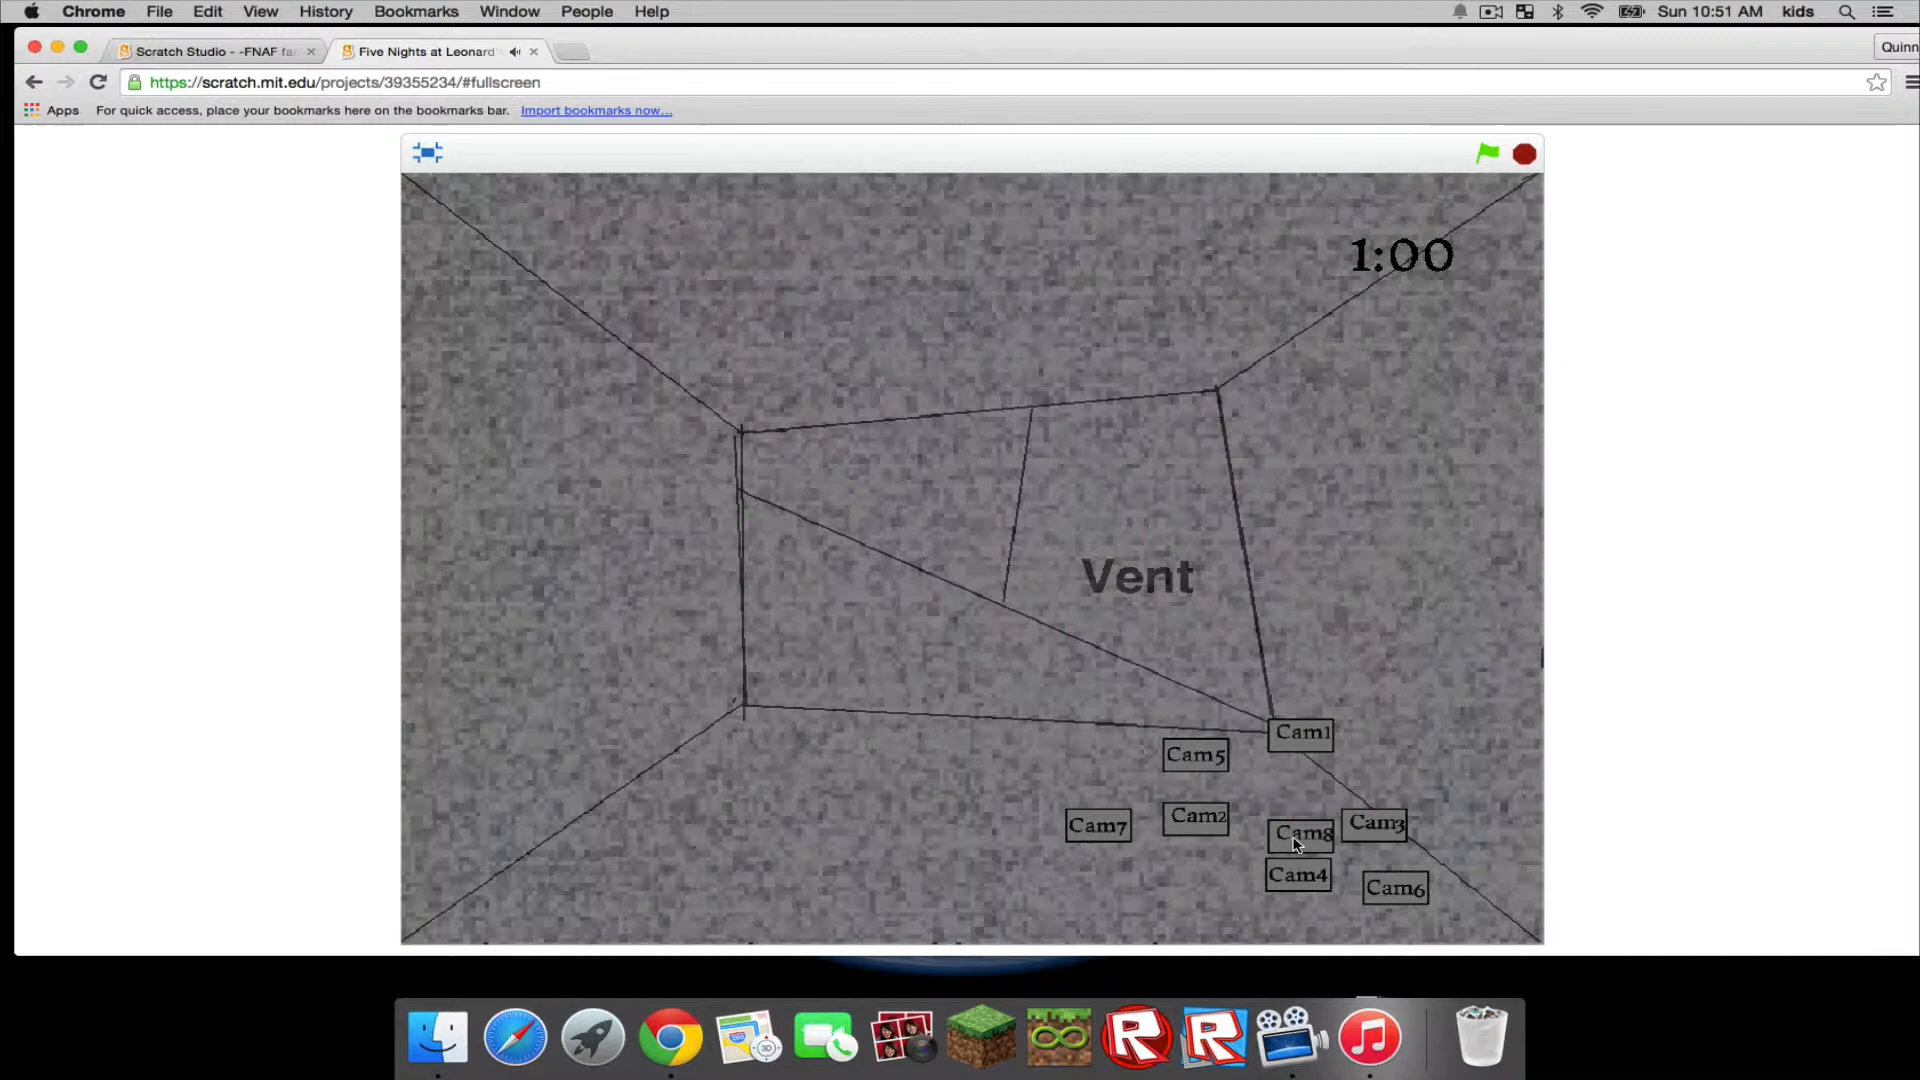 Chrome File Edit View History Bookmarks Window People Help Sun 10:51 AM kids
Scratch Studio - -FNAF fa Five Nights at Leonard' Quinn
https://scratch.mit.edu/projects/39355234/#fullscreen
Apps For quick access, place your bookmarks here on the bookmarks bar. Import bookmarks now...
1:00
Vent
Cam1
Cam5
Cam7 Cam2 Cam8 Cam3
Cam4 Cam6